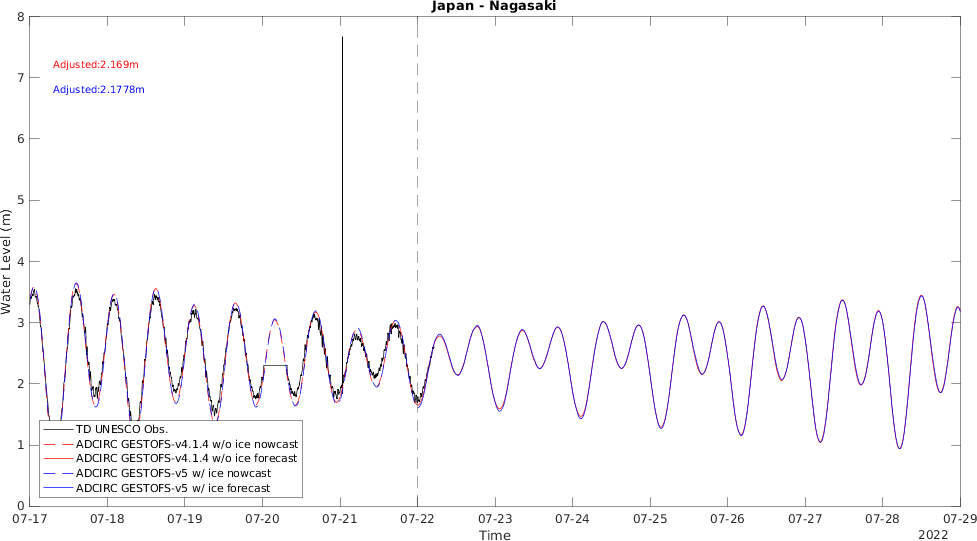 Japan - Nagasaki
8
7
6
5
4
3
2
1
0
Water Level (m)
Adjusted:2.169m
Adjusted:2.1778m
TD UNESCO Obs.
ADCIRC GESTOFS-v4.1.4 w/o ice nowcast
ADCIRC GESTOFS-v4.1.4 w/o ice forecast
ADCIRC GESTOFS-v5 w/ ice nowcast
ADCIRC GESTOFS-v5 w/ ice forecast
07-17 07-18 07-19 07-20 07-21 07-22 07-23 07-24 07-25 07-26 07-27 07-28 07-29
Time
2022